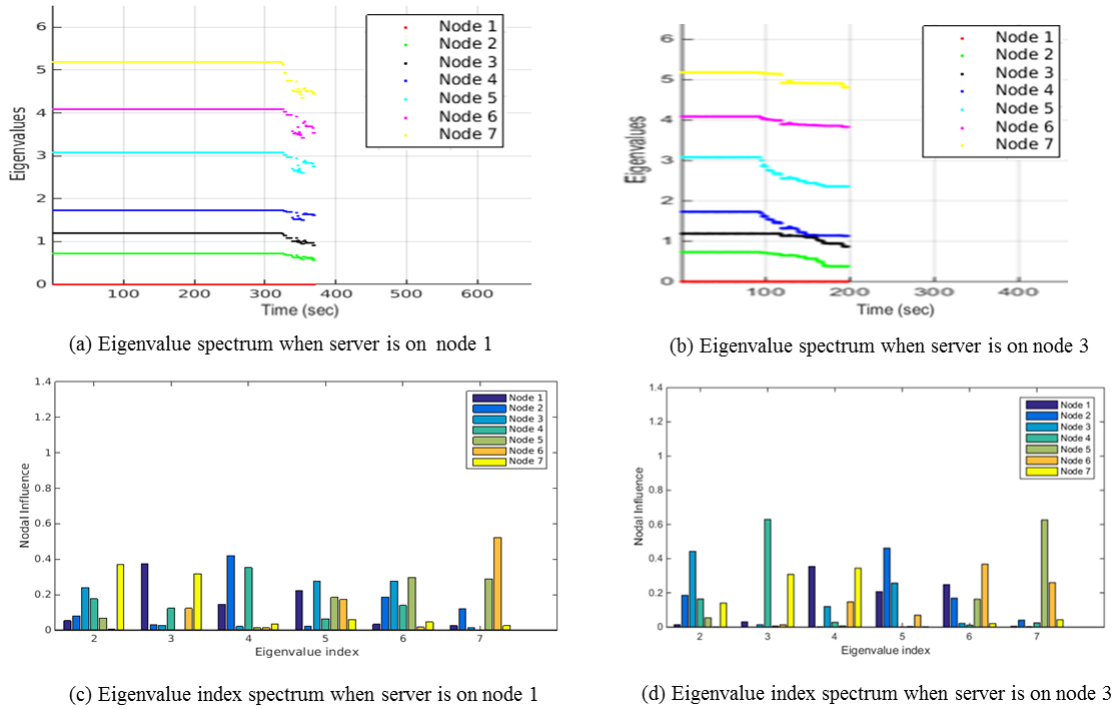 6
5
4
3
2
1
0
Eigenvalues
100
200
300
400
500
600
Time (sec)
Node 1
Node 2
Node 3
Node 4
Node 5
Node 6
Node 7
(a) Eigenvalue spectrum when server is on node 1
6
5
4
3
2
1
0
Eigenvalues
100
200
300
400
Time (sec)
Node 1
Node 2
Node 3
Node 4
Node 5
Node 6
Node 7
(b) Eigenvalue spectrum when server is on node 3
1.4
1.2
1
0.8
0.6
0.4
0.2
0
Nodal Influence
2
3
4
5
6
7
Eigenvalue index
Node 1
Node 2
Node 3
Node 4
Node 5
Node 6
Node 7
(c) Eigenvalue index spectrum when server is on node 1
1.4
1.2
1
0.8
0.6
0.4
0.2
0
Nodal Influence
2
3
4
5
6
7
Eigenvalue index
Node 1
Node 2
Node 3
Node 4
Node 5
Node 6
Node 7
(d) Eigenvalue index spectrum when server is on node 3